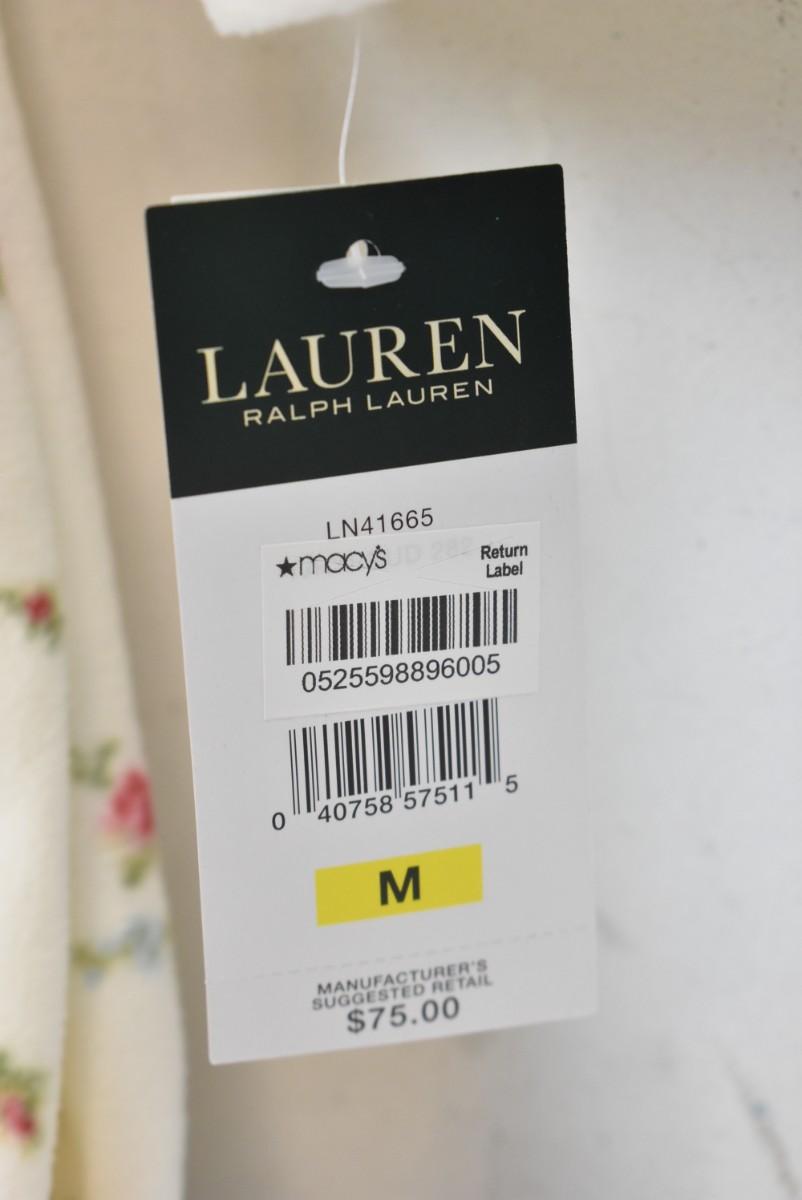 LAUREN
RALPH LAUREN
LN41665
★macy's
Return
Label
0525598896005
0 40758 57511 5
M
MANUFACTURER'S
SUGGESTED RETAIL
$75.00